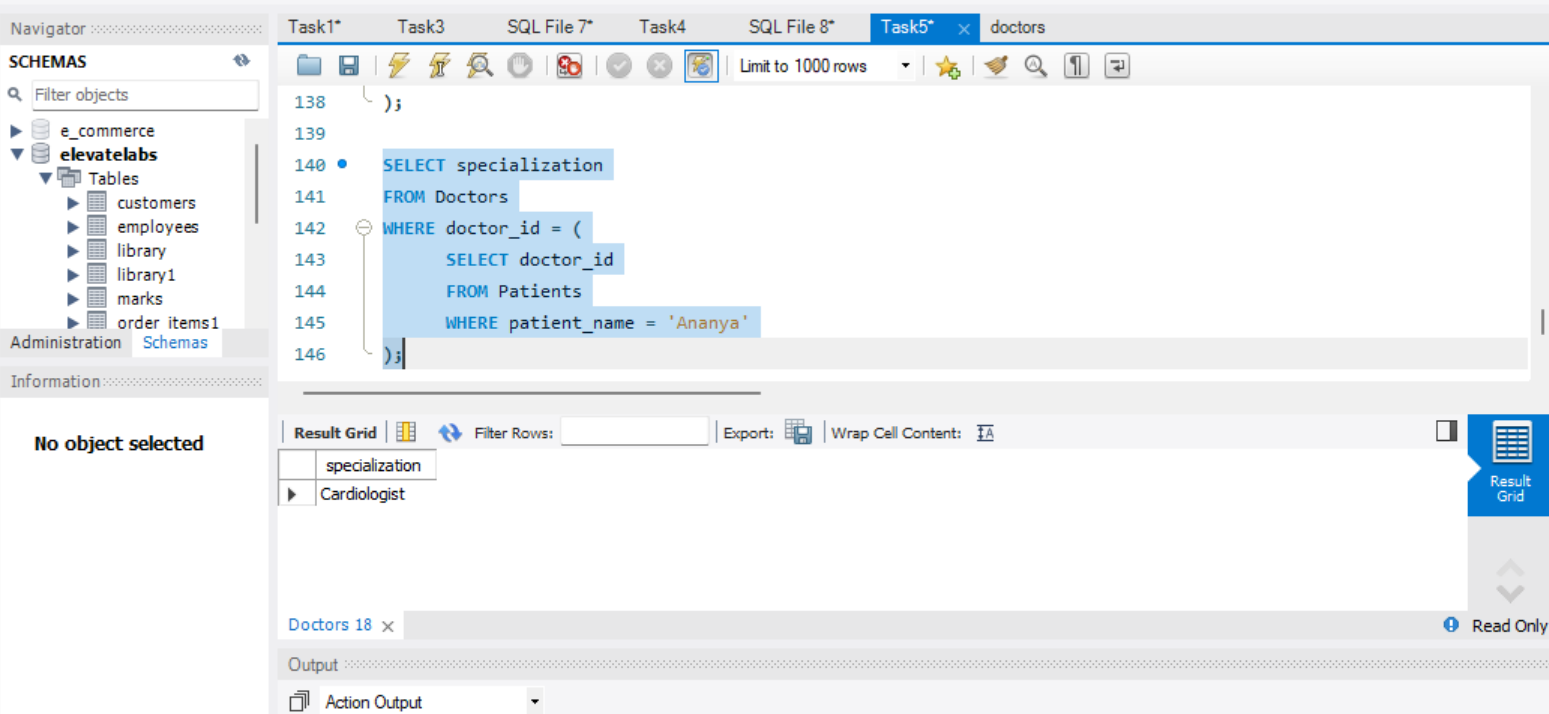 Navigator
Task1*
Task3
SQL File 7*
Task4
SQL File 8*
Task5*
doctors
SCHEMAS
Filter objects
e_commerce
elevatelabs
Tables
customers
employees
library
library1
marks
order_items1
Administration Schemas
Information
No object selected
Limit to 1000 rows
138 );
139
140 SELECT specialization
141 FROM Doctors
142 WHERE doctor_id = (
143 SELECT doctor_id
144 FROM Patients
145 WHERE patient_name = 'Ananya'
146 );
Result Grid Filter Rows: Export: Wrap Cell Content:
specialization
Cardiologist
Result
Grid
Doctors 18
Read Only
Output
Action Output